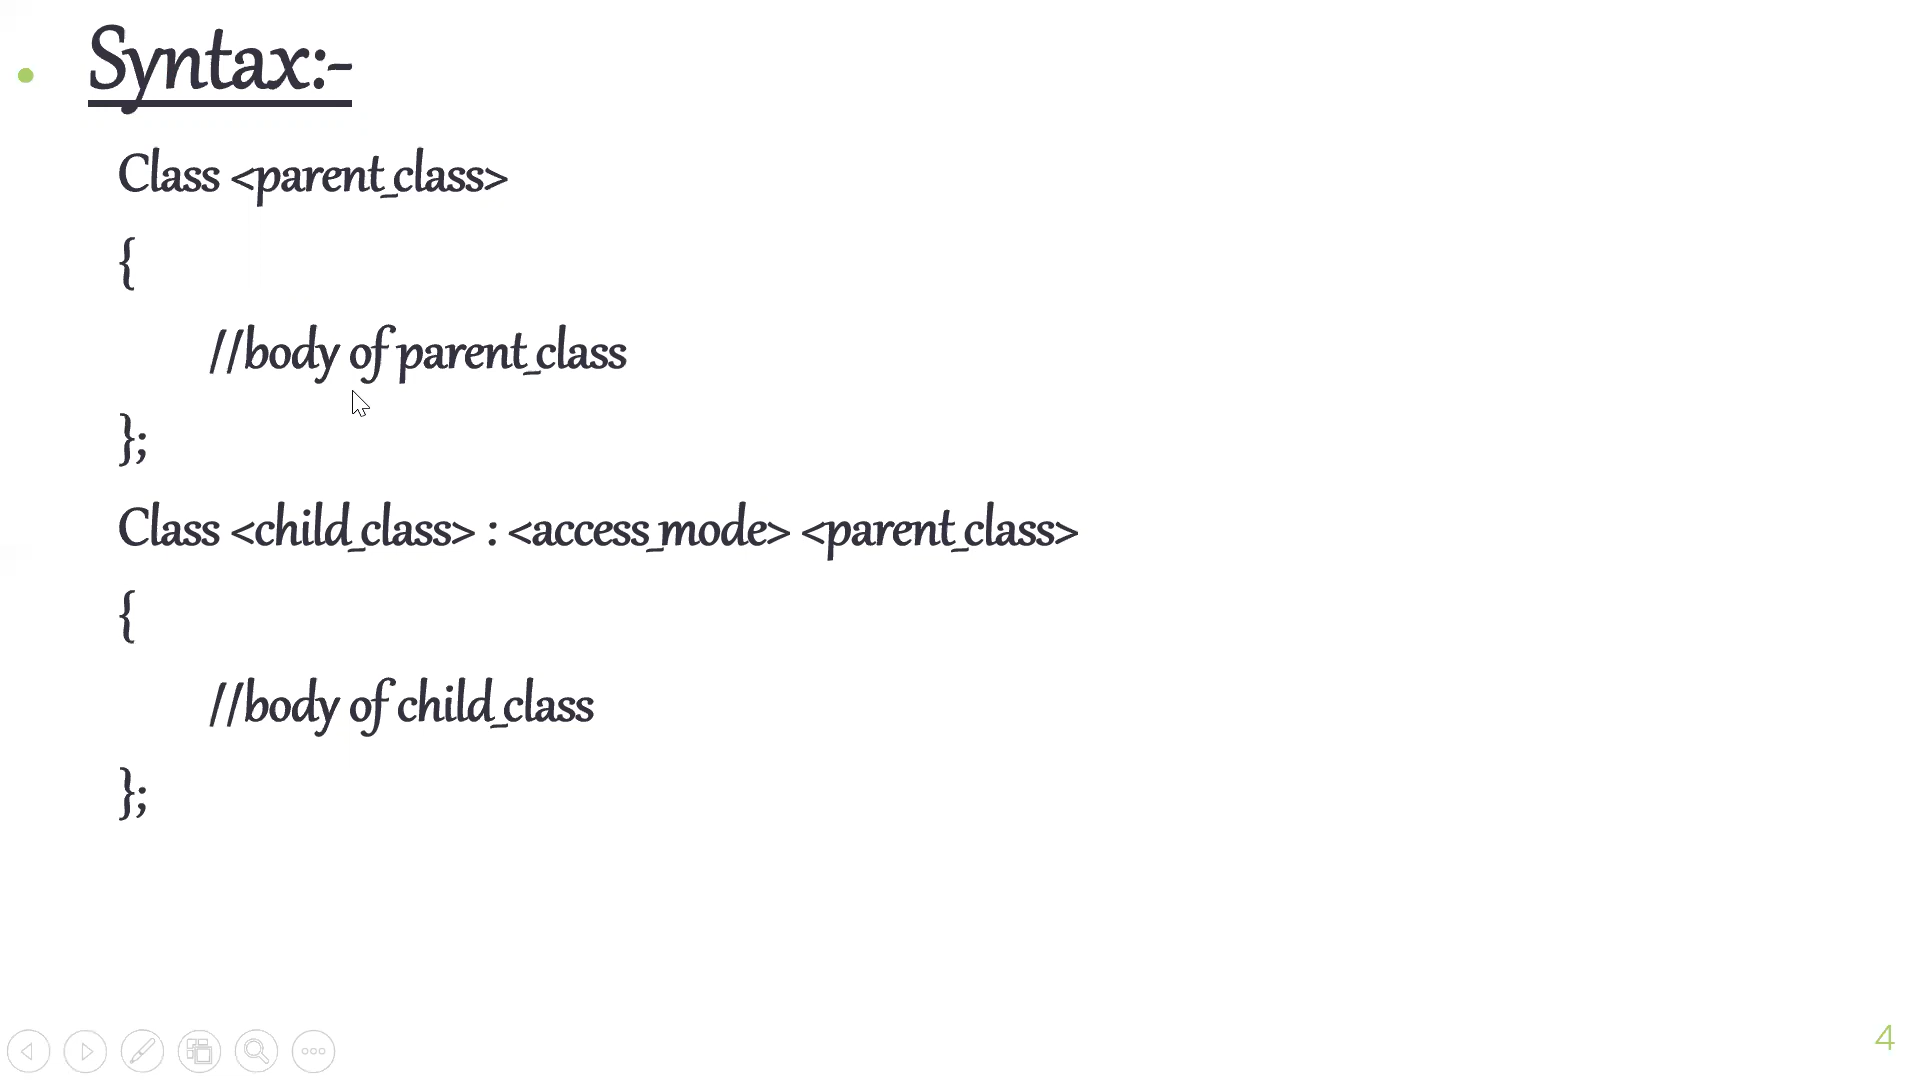 Syntax:-
Class <parent_class>
{
//body of parent_class
};
Class <child_class> : <access_mode> <parent_class>
{
//body of child_class
};
4